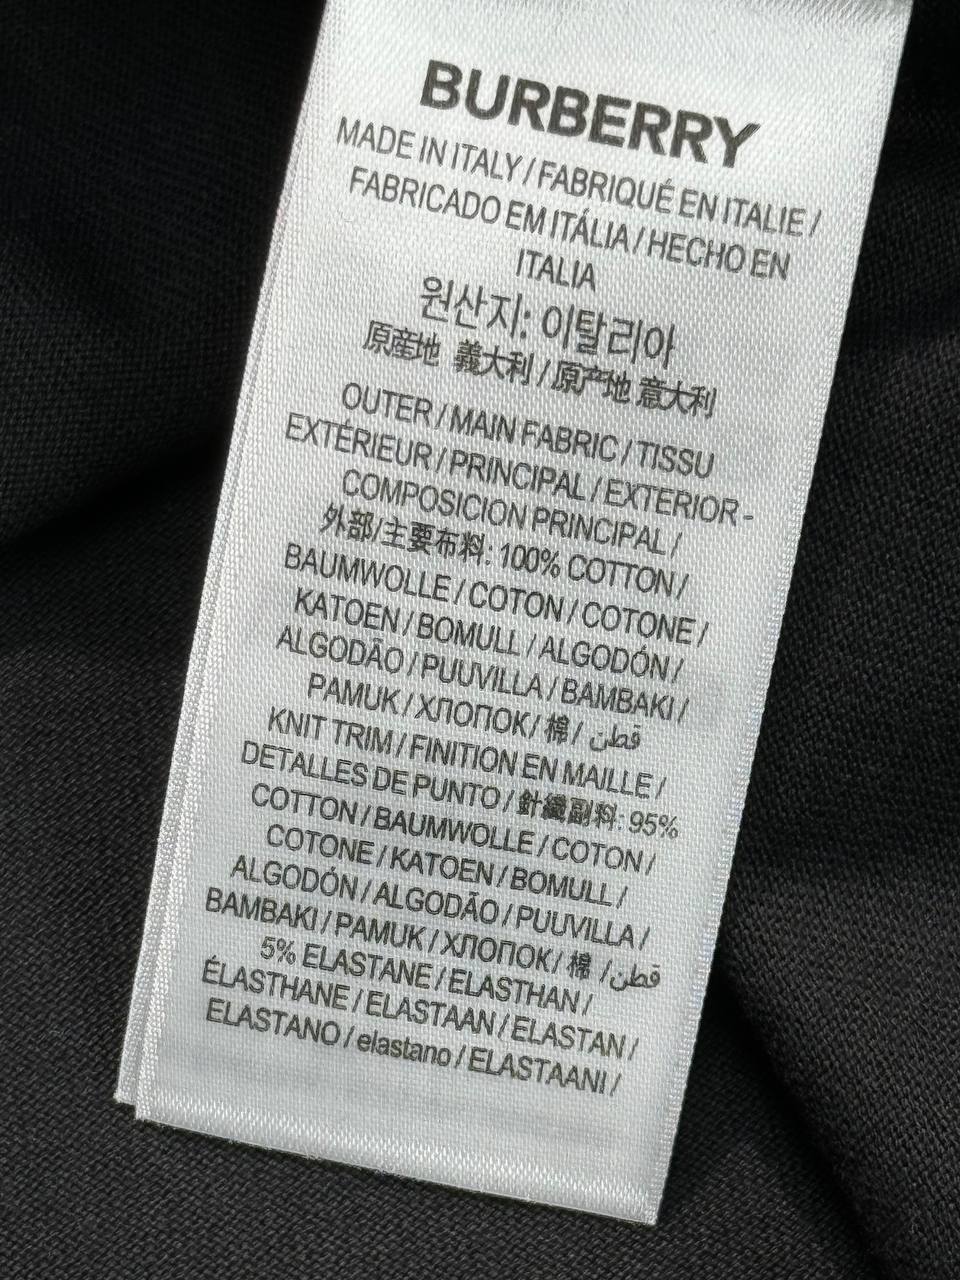 BURBERRY
MADE IN ITALY / FABRIQUÉ EN ITALIE /
FABRICADO EM ITÁLIA / HECHO EN
ITALIA
원산지: 이탈리아
原産地 義大利 / 原产地 意大利
OUTER / MAIN FABRIC / TISSU
EXTÉRIEUR / PRINCIPAL / EXTERIOR -
COMPOSICION PRINCIPAL /
外部/主要布料: 100% COTTON /
BAUMWOLLE / COTON / COTONE /
KATOEN / BOMULL / ALGODÓN /
ALGODÃO / PUUVILLA / BAMBAKI /
PAMUK / ХЛОПОК / 棉 / قطن
KNIT TRIM / FINITION EN MAILLE /
DETALLES DE PUNTO / 針織副料: 95%
COTTON / BAUMWOLLE / COTON /
COTONE / KATOEN / BOMULL /
ALGODÓN / ALGODÃO / PUUVILLA /
BAMBAKI / PAMUK / ХЛОПОК / 棉 / قطن
5% ELASTANE / ELASTHAN /
ÉLASTHANE / ELASTAAN / ELASTAN /
ELASTANO / elastano / ELASTAANI /